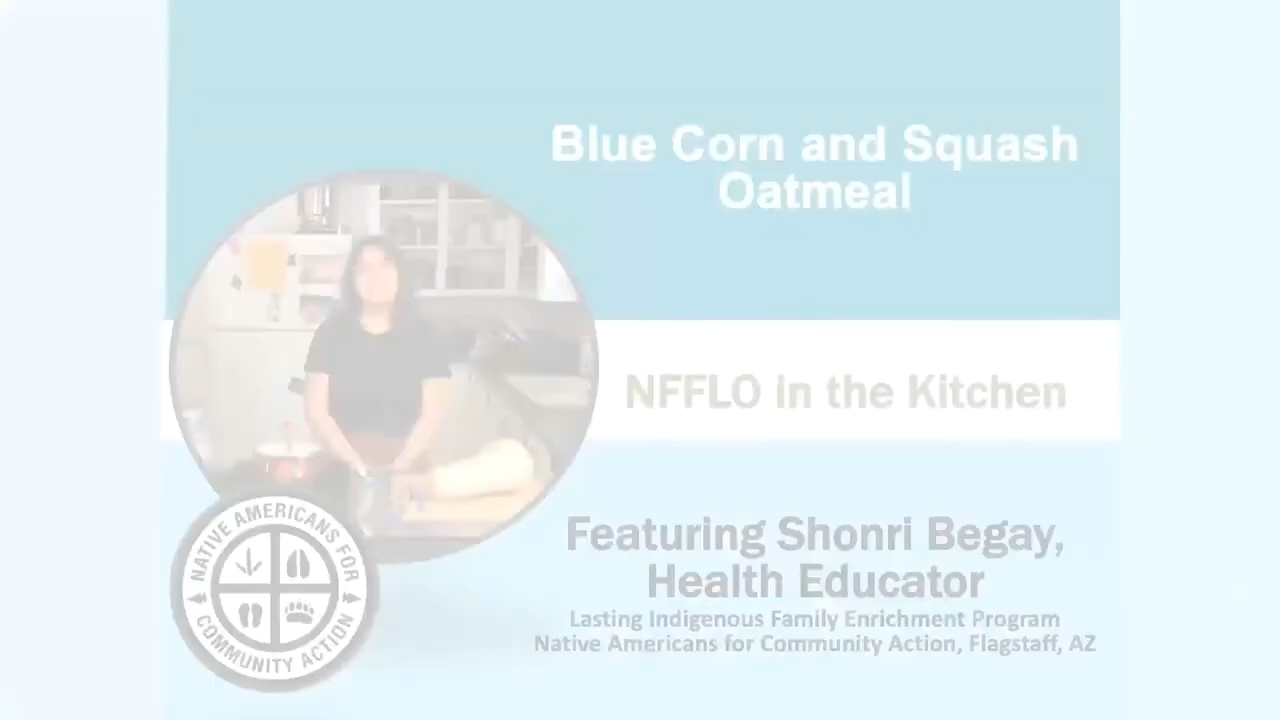 Blue Corn and Squash
Oatmeal
NFFLO in the Kitchen
Featuring Shonri Begay,
Health Educator
Lasting Indigenous Family Enrichment Program
Native Americans for Community Action, Flagstaff, AZ
NATIVE AMERICANS FOR
COMMUNITY ACTION